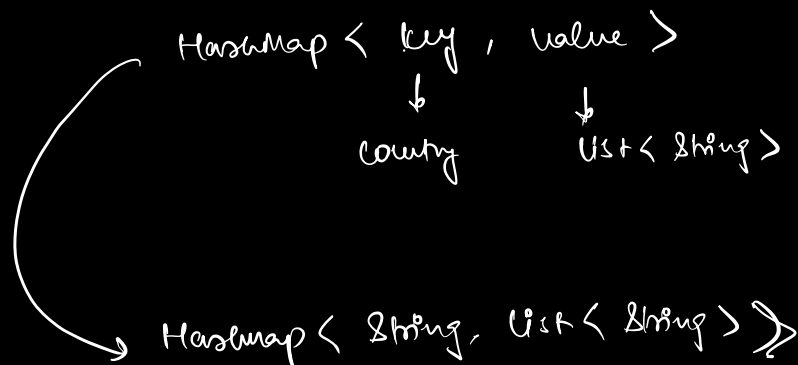 HashMap < key, value >
country List < String >
Hashmap < String, List < String >>